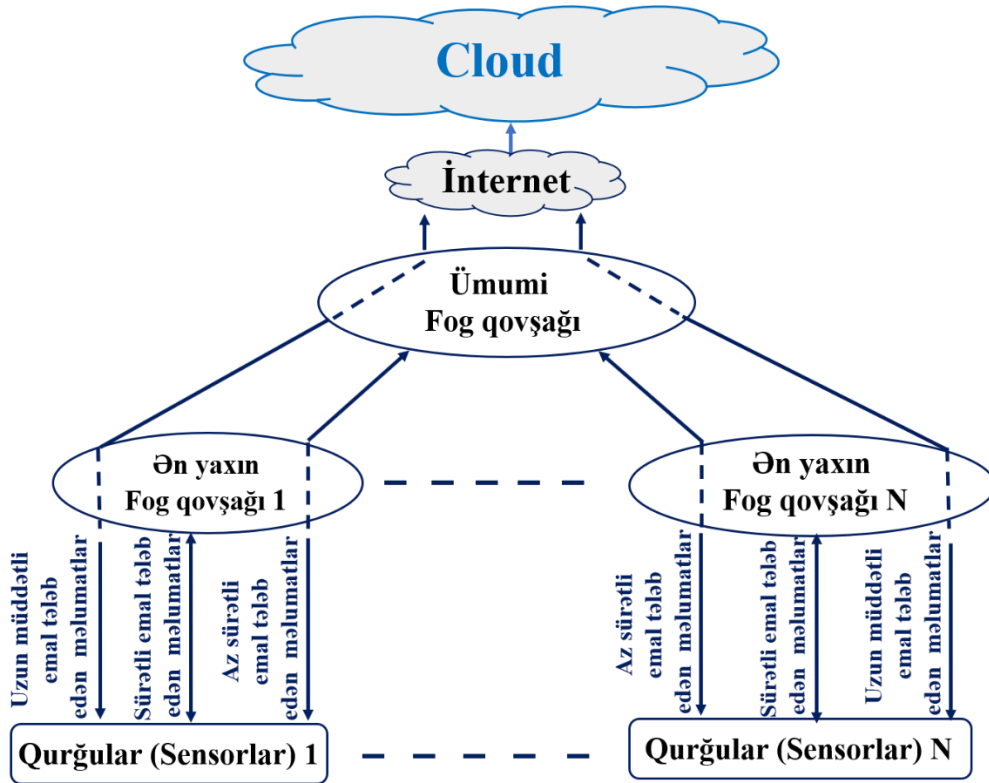 Cloud
İnternet
Ümumi
Fog qovşağı
Ən yaxın
Fog qovşağı 1
Ən yaxın
Fog qovşağı N
Uzun müddətli
emal tələb
edən məlumatlar
Sürətli emal tələb
edən məlumatlar
Az sürətli
emal tələb
edən məlumatlar
Az sürətli
emal tələb
edən məlumatlar
Sürətli emal tələb
edən məlumatlar
Uzun müddətli
emal tələb
edən məlumatlar
Qurğular (Sensorlar) 1
Qurğular (Sensorlar) N